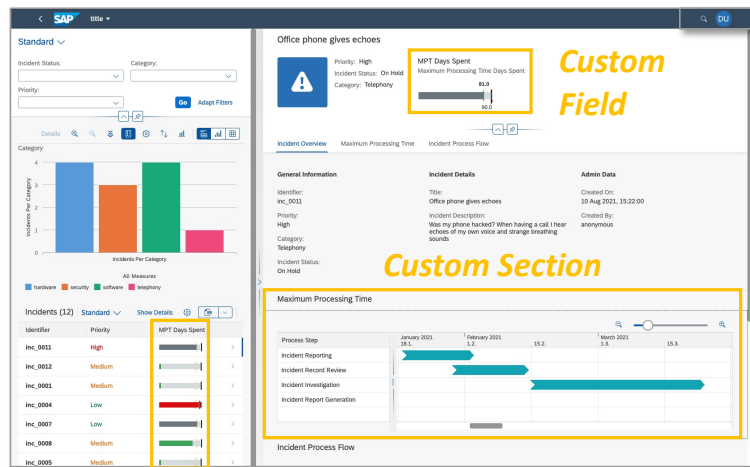 SAP title
DU
Standard
Incident Status:
Category:
Priority:
Go Adapt Filters
Details
Category
Incidents Per Category
4
3
2
1
0
Incidents Per Category
All Measures
hardware security software telephony
Incidents (12) Standard Show Details
Identifier Priority MPT Days Spent
inc_0011 High
inc_0012 Medium
inc_0001 Medium
inc_0004 Low
inc_0007 Low
inc_0008 Medium
inc_0005 Medium
Office phone gives echoes
Priority: High
Incident Status: On Hold
Category: Telephony
MPT Days Spent
Maximum Processing Time Days Spent
81.0
90.0
Custom
Field
Incident Overview Maximum Processing Time Incident Process Flow
General Information
Identifier:
inc_0011
Priority:
High
Category:
Telephony
Incident Status:
On Hold
Incident Details
Title:
Office phone gives echoes
Incident Description:
Was my phone hacked? When having a call I hear
echoes of my own voice and strange breathing
sounds
Admin Data
Created On:
10 Aug 2021, 15:22:00
Created By:
anonymous
Custom Section
Maximum Processing Time
Process Step
January 2021 February 2021 March 2021
18.1. 1.2. 15.2. 1.3. 15.3.
Incident Reporting
Incident Record Review
Incident Investigation
Incident Report Generation
Incident Process Flow